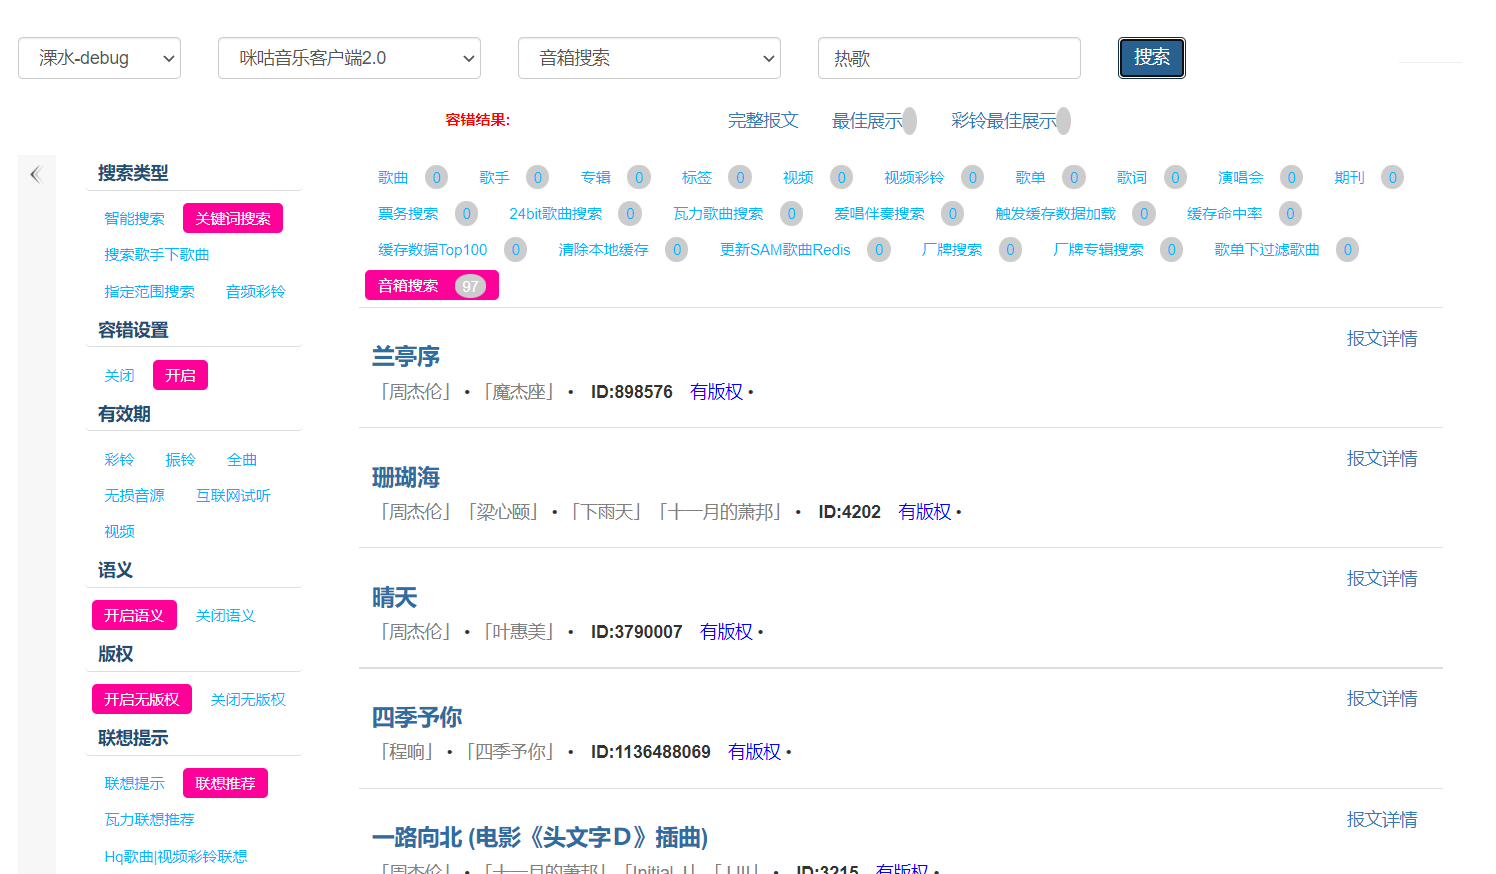 溧水-debug 咪咕音乐客户端2.0 音箱搜索 热歌 搜索
容错结果: 完整报文 最佳展示 彩铃最佳展示
搜索类型
智能搜索 关键词搜索
搜索歌手下歌曲
指定范围搜索 音频彩铃
容错设置
关闭 开启
有效期
彩铃 振铃 全曲
无损音源 互联网试听
视频
语义
开启语义 关闭语义
版权
开启无版权 关闭无版权
联想提示
联想提示 联想推荐
瓦力联想推荐
Hq歌曲|视频彩铃联想
歌曲 0 歌手 0 专辑 0 标签 0 视频 0 视频彩铃 0 歌单 0 歌词 0 演唱会 0 期刊 0
票务搜索 0 24bit歌曲搜索 0 瓦力歌曲搜索 0 爱唱伴奏搜索 0 触发缓存数据加载 0 缓存命中率 0
缓存数据Top100 0 清除本地缓存 0 更新SAM歌曲Redis 0 厂牌搜索 0 厂牌专辑搜索 0 歌单下过滤歌曲 0
音箱搜索 97
报文详情
兰亭序
「周杰伦」 • 「魔杰座」 • ID:898576 有版权 •
报文详情
珊瑚海
「周杰伦」「梁心颐」 • 「下雨天」「十一月的萧邦」 • ID:4202 有版权 •
报文详情
晴天
「周杰伦」 • 「叶惠美」 • ID:3790007 有版权 •
报文详情
四季予你
「程响」 • 「四季予你」 • ID:1136488069 有版权 •
报文详情
一路向北 (电影《头文字Ｄ》插曲)
「周杰伦」 • 「十一月的萧邦」「Initial J」「J III」 • ID:3215 有版权 •